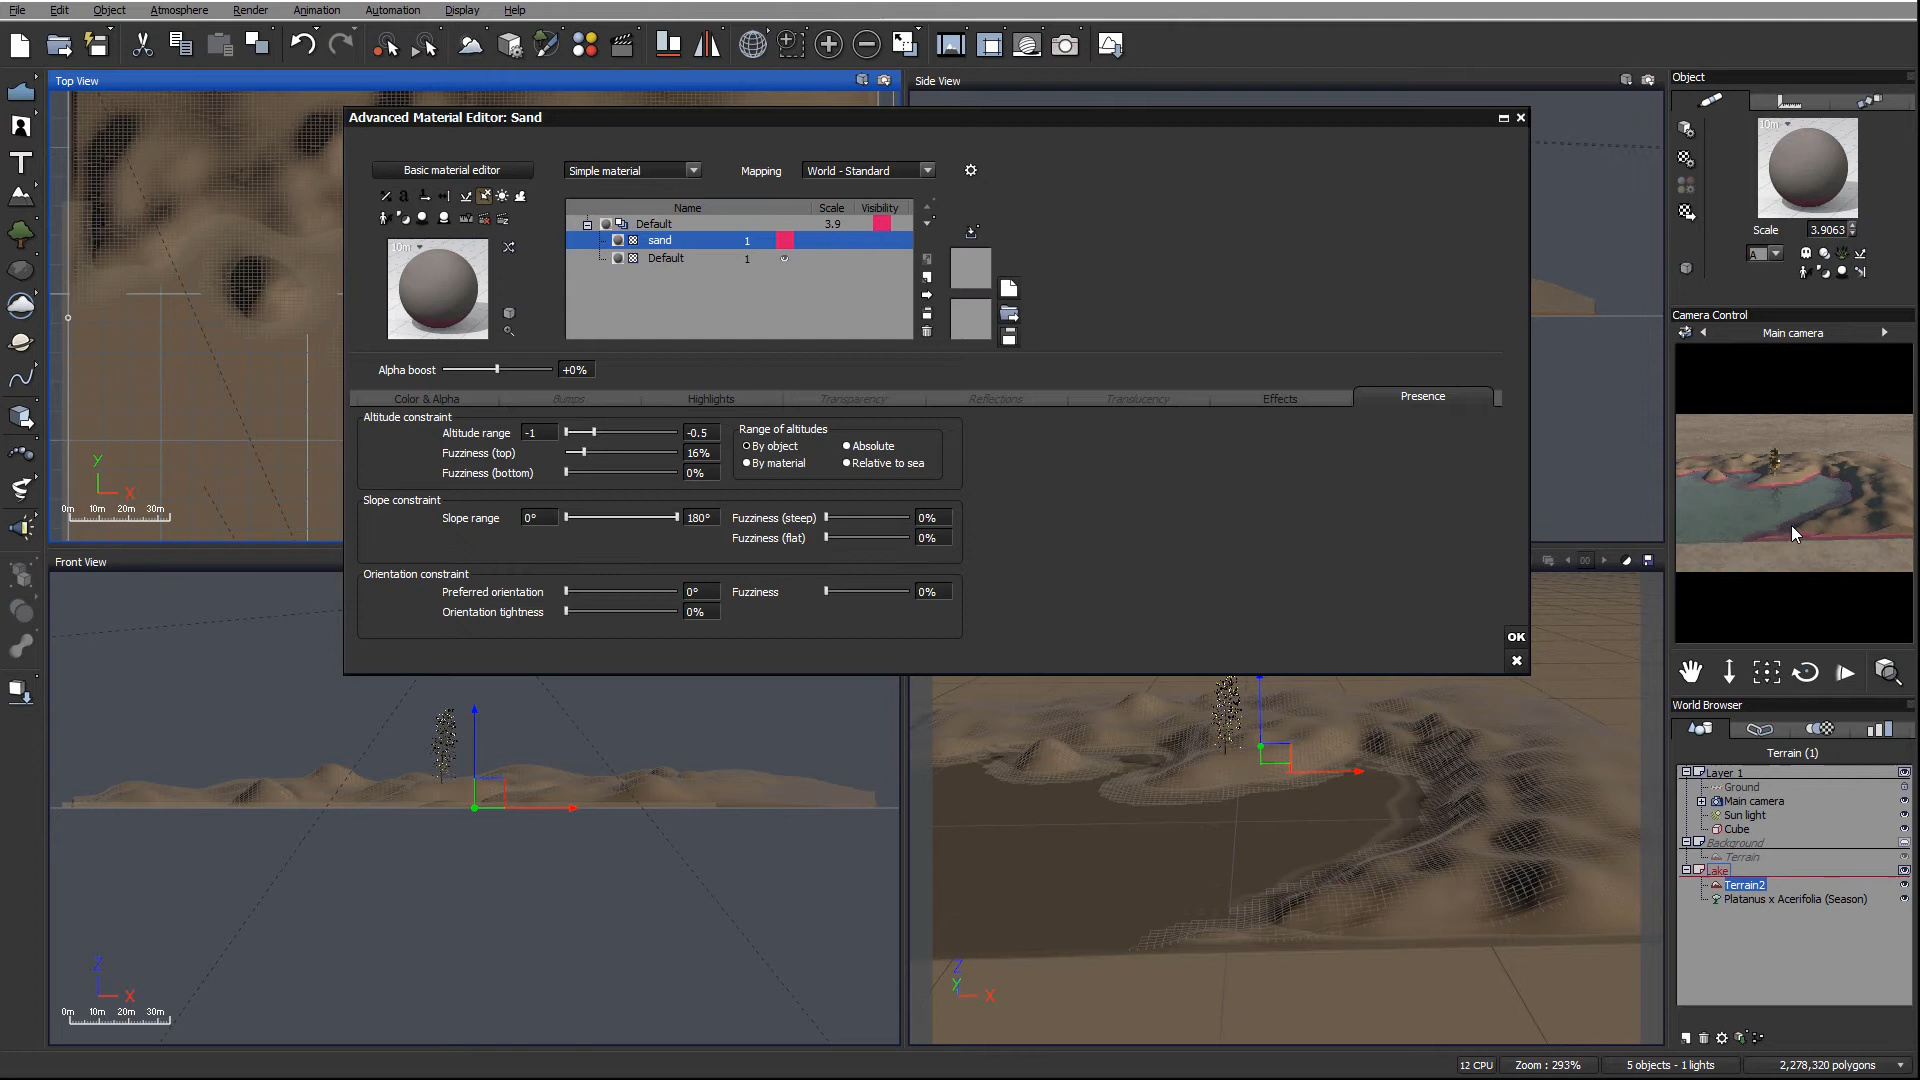 File Edit Object Atmosphere Render Animation Automation Display Help
Top View
Side View
Object
Advanced Material Editor: Sand
10m
Basic material editor
Simple material
Mapping
World - Standard
Name Scale Visibility
Default 3.9
sand 1
Default 1
10m
Scale 3.9063
A
Camera Control
Main camera
Alpha boost +0%
Color & Alpha Bumps Highlights Transparency Reflections Translucency Effects Presence
Altitude constraint
Altitude range -1 -0.5
Fuzziness (top) 16%
Fuzziness (bottom) 0%
Range of altitudes
By object Absolute
By material Relative to sea
Slope constraint
Slope range 0° 180° Fuzziness (steep) 0%
Fuzziness (flat) 0%
Orientation constraint
Preferred orientation 0° Fuzziness 0%
Orientation tightness 0%
OK
Y
X
0m 10m 20m 30m
Front View
00
Z
X
0m 10m 20m 30m
Z
Y
X
World Browser
Terrain (1)
Layer 1
Ground
Main camera
Sun light
Cube
Background
Terrain
Lake
Terrain2
Platanus x Acerifolia (Season)
12 CPU Zoom : 293% 5 objects - 1 lights 2,278,320 polygons